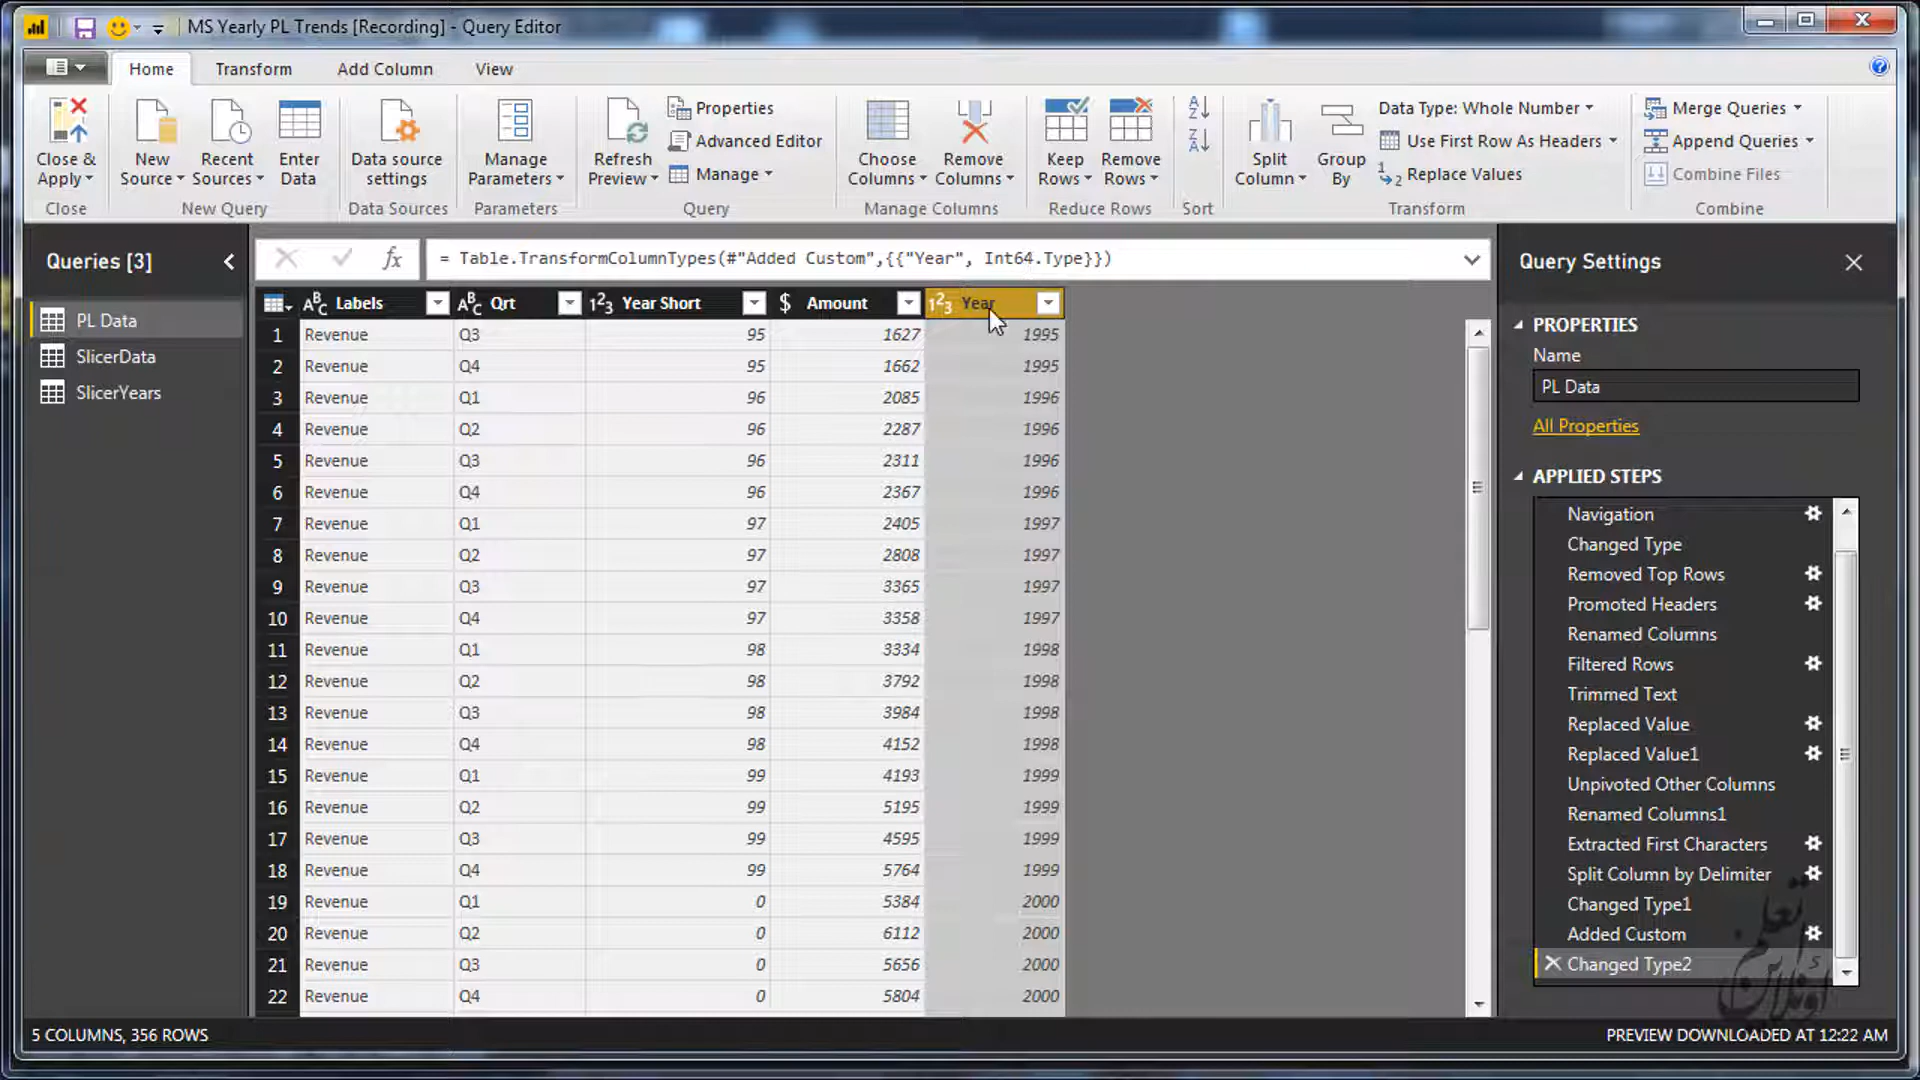 MS Yearly PL Trends [Recording] - Query Editor
Home Transform Add Column View
Close & Apply
New Source
Recent Sources
Enter Data
Data source settings
Manage Parameters
Refresh Preview
Properties
Advanced Editor
Manage
Choose Columns
Remove Columns
Keep Rows
Remove Rows
Split Column
Group By
Data Type: Whole Number
Use First Row As Headers
Replace Values
Merge Queries
Append Queries
Combine Files
Close New Query Data Sources Parameters Query Manage Columns Reduce Rows Sort Transform Combine
Queries [3]
PL Data
SlicerData
SlicerYears
= Table.TransformColumnTypes(#"Added Custom",{{"Year", Int64.Type}})
Labels Qrt Year Short Amount Year
1 Revenue Q3 95 1627 1995
2 Revenue Q4 95 1662 1995
3 Revenue Q1 96 2085 1996
4 Revenue Q2 96 2287 1996
5 Revenue Q3 96 2311 1996
6 Revenue Q4 96 2367 1996
7 Revenue Q1 97 2405 1997
8 Revenue Q2 97 2808 1997
9 Revenue Q3 97 3365 1997
10 Revenue Q4 97 3358 1997
11 Revenue Q1 98 3334 1998
12 Revenue Q2 98 3792 1998
13 Revenue Q3 98 3984 1998
14 Revenue Q4 98 4152 1998
15 Revenue Q1 99 4193 1999
16 Revenue Q2 99 5195 1999
17 Revenue Q3 99 4595 1999
18 Revenue Q4 99 5764 1999
19 Revenue Q1 0 5384 2000
20 Revenue Q2 0 6112 2000
21 Revenue Q3 0 5656 2000
22 Revenue Q4 0 5804 2000
Query Settings
PROPERTIES
Name
PL Data
All Properties
APPLIED STEPS
Navigation
Changed Type
Removed Top Rows
Promoted Headers
Renamed Columns
Filtered Rows
Trimmed Text
Replaced Value
Replaced Value1
Unpivoted Other Columns
Renamed Columns1
Extracted First Characters
Split Column by Delimiter
Changed Type1
Added Custom
Changed Type2
5 COLUMNS, 356 ROWS
PREVIEW DOWNLOADED AT 12:22 AM